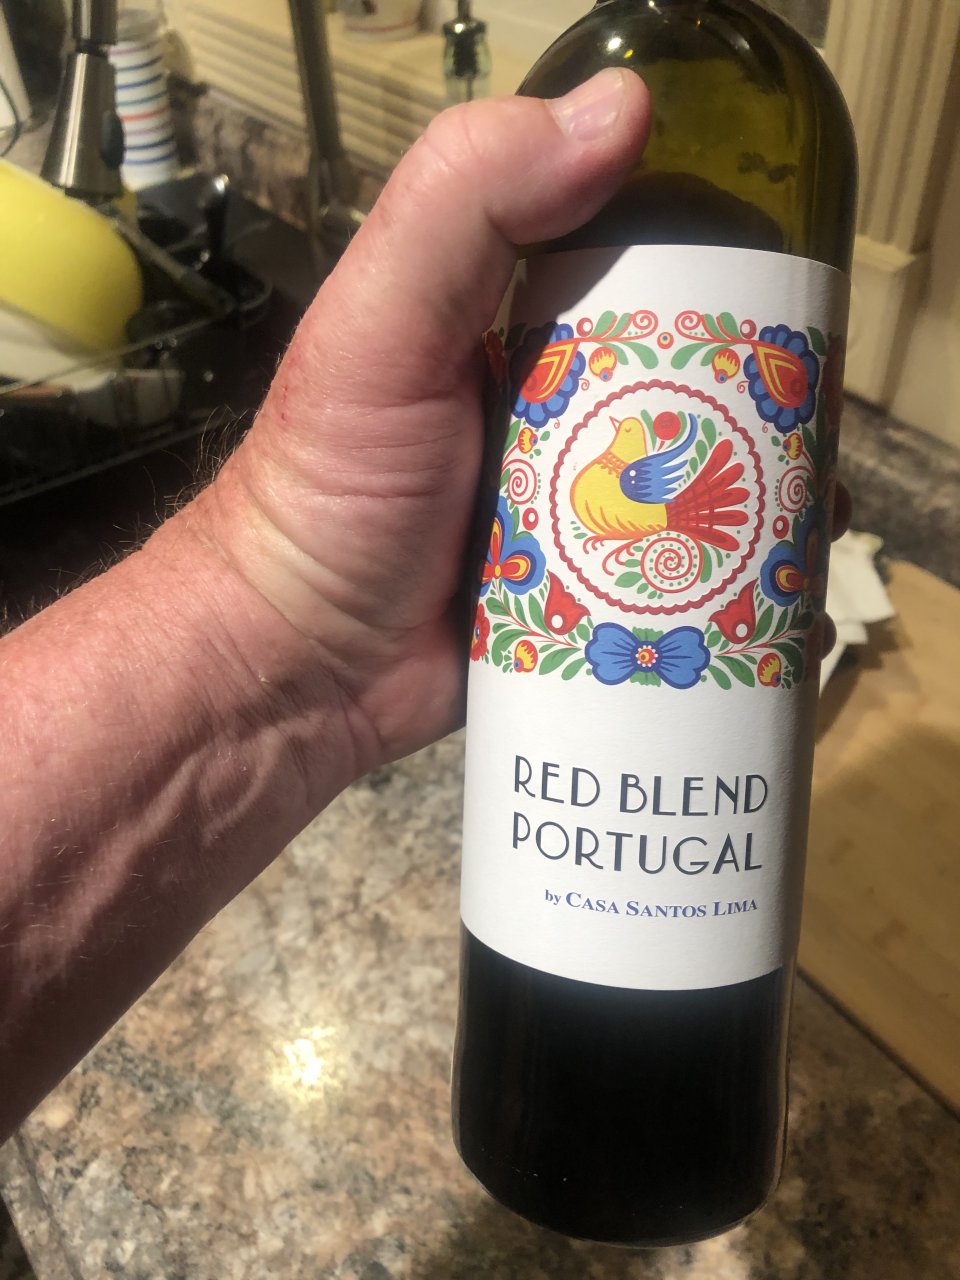 RED BLEND
PORTUGAL
by CASA SANTOS LIMA